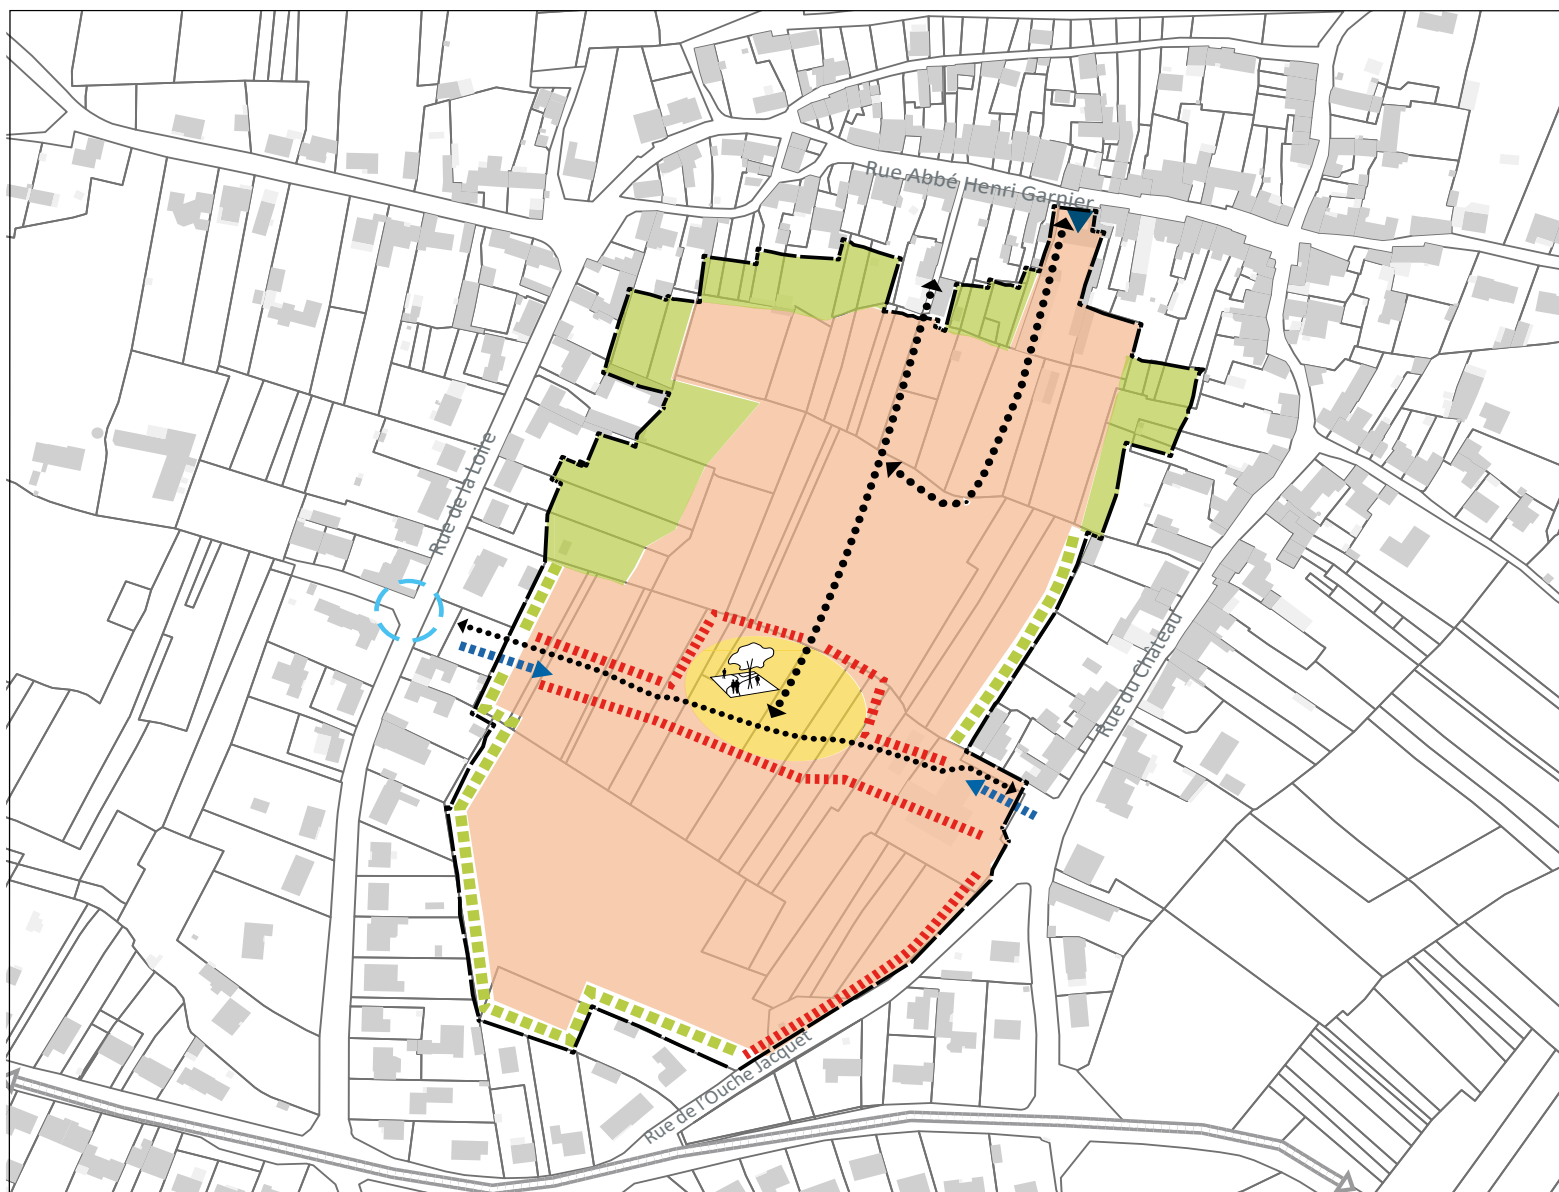 Rue Abbé Henri Garnier
Rue de la Loire
Rue du Château
Rue de l'Ouche Jacquet